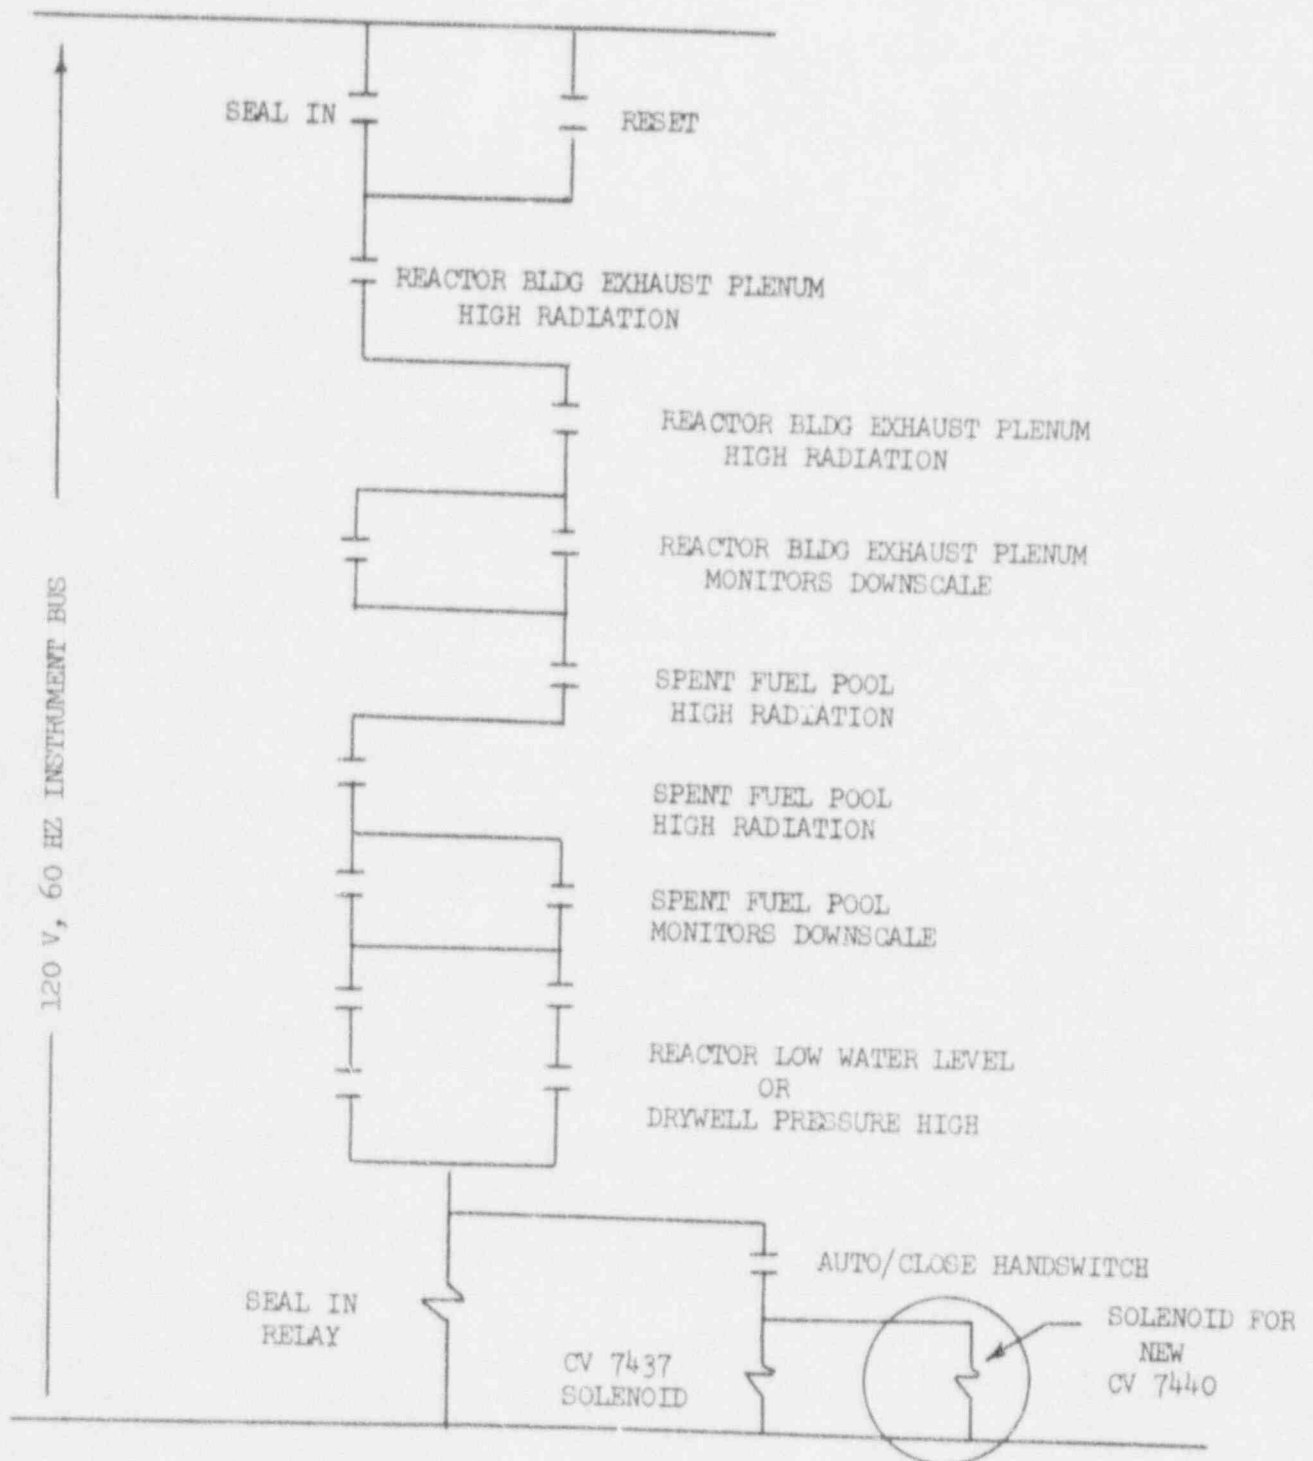 SEAL IN
RESET
REACTOR BLDG EXHAUST PLENUM
HIGH RADIATION
REACTOR BLDG EXHAUST PLENUM
HIGH RADIATION
REACTOR BLDG EXHAUST PLENUM
MONITORS DOWNSCALE
120 V, 60 HZ INSTRUMENT BUS
SPENT FUEL POOL
HIGH RADIATION
SPENT FUEL POOL
HIGH RADIATION
SPENT FUEL POOL
MONITORS DOWNSCALE
REACTOR LOW WATER LEVEL
OR
DRYWELL PRESSURE HIGH
AUTO/CLOSE HANDSWITCH
SEAL IN
RELAY
CV 7437
SOLENOID
SOLENOID FOR
NEW
CV 7440